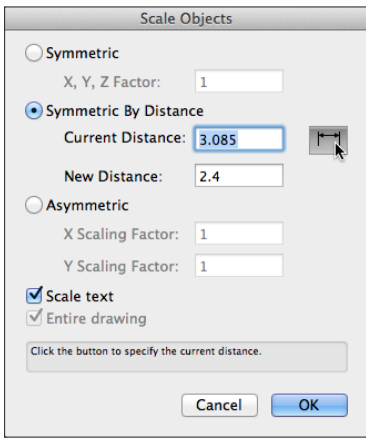 Scale Objects
Symmetric
X, Y, Z Factor: 1
Symmetric By Distance
Current Distance: 3.085
New Distance: 2.4
Asymmetric
X Scaling Factor: 1
Y Scaling Factor: 1
Scale text
Entire drawing
Click the button to specify the current distance.
Cancel OK